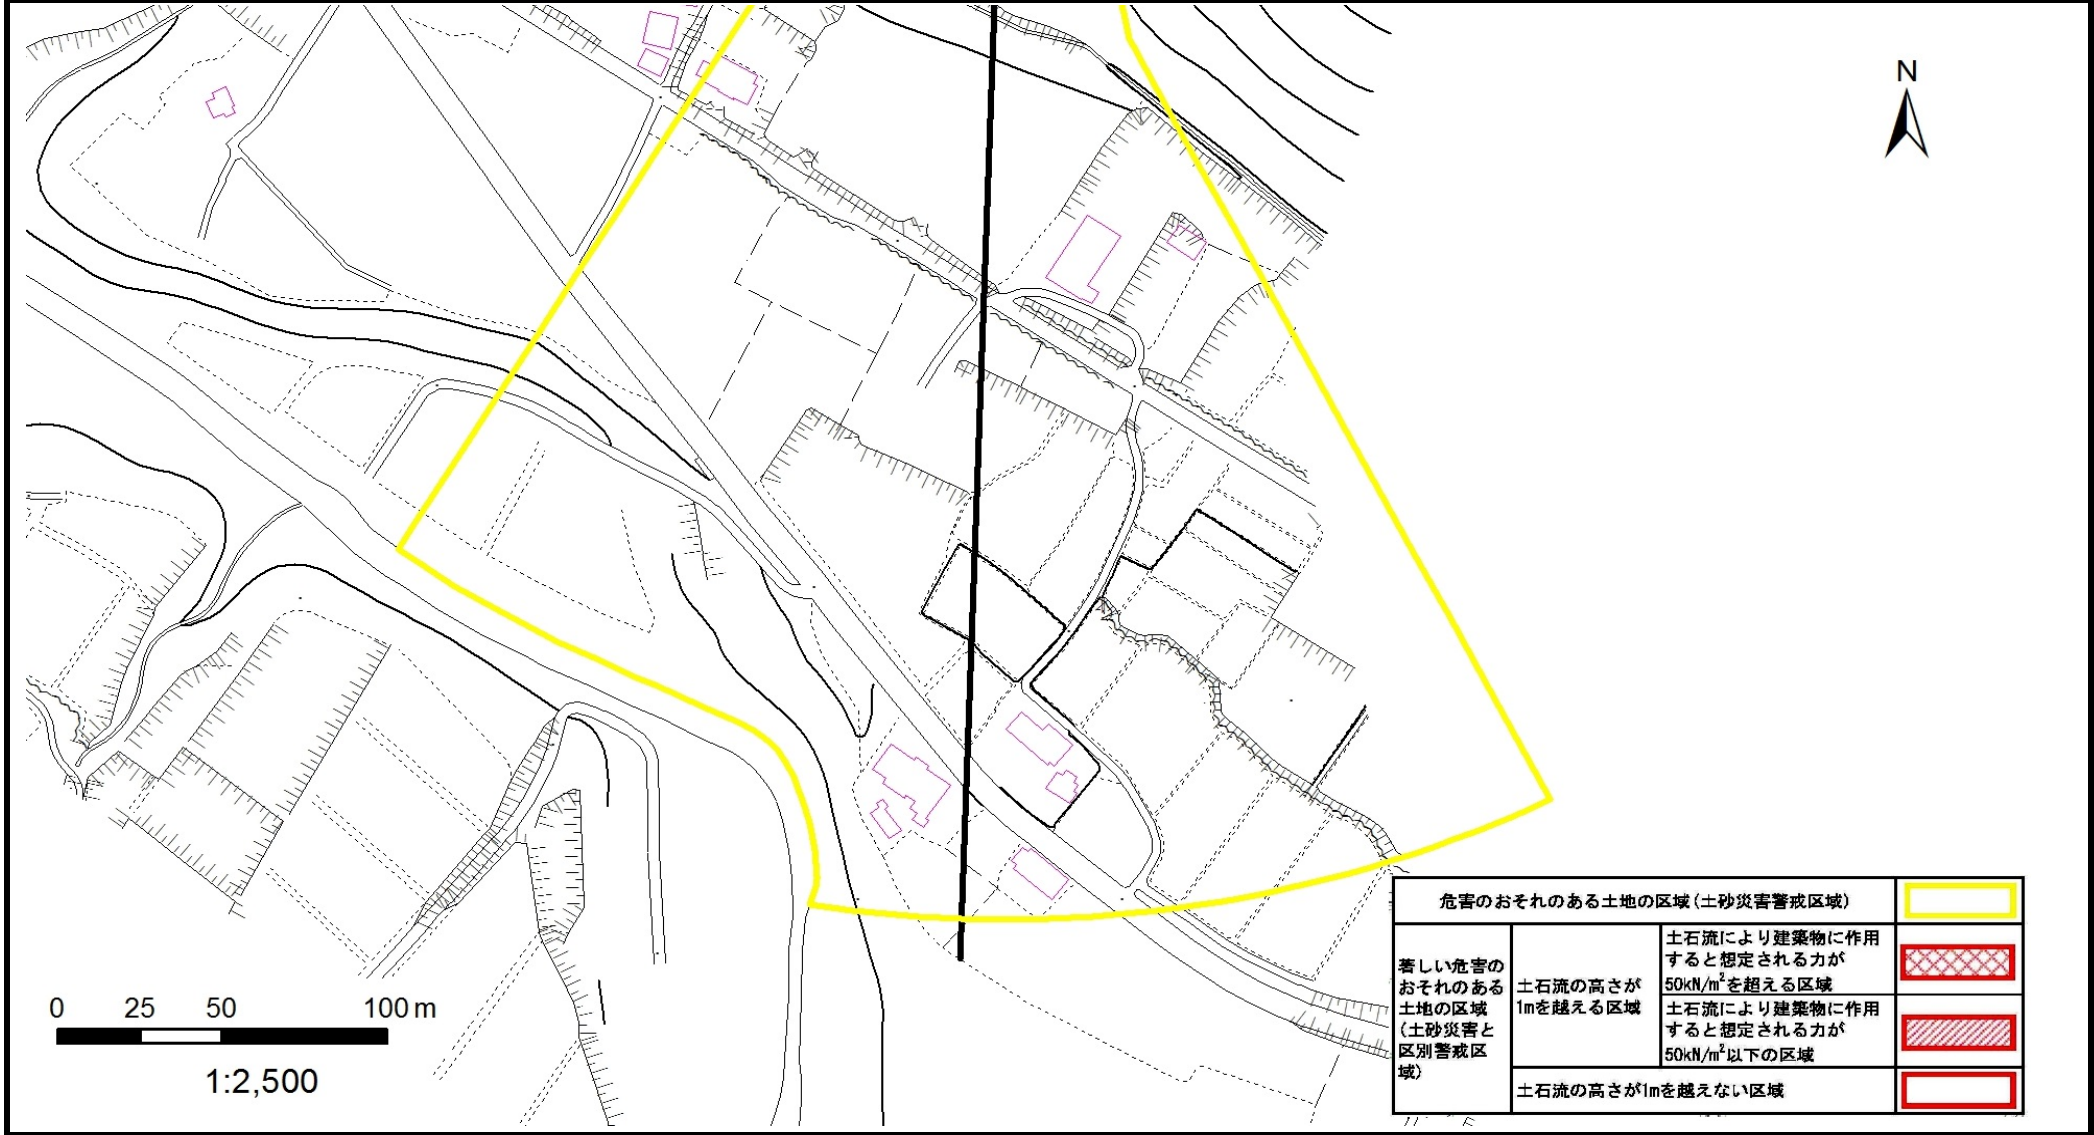 N
0 25 50 100 m
1:2,500
危害のおそれのある土地の区域(土砂災害警戒区域)
著しい危害の
おそれのある
土地の区域
(土砂災害と
区別警戒区
域)
土石流の高さが
1mを越える区域
土石流により建築物に作用
すると想定される力が
50kN/m²を超える区域
土石流により建築物に作用
すると想定される力が
50kN/m²以下の区域
土石流の高さが1mを越えない区域